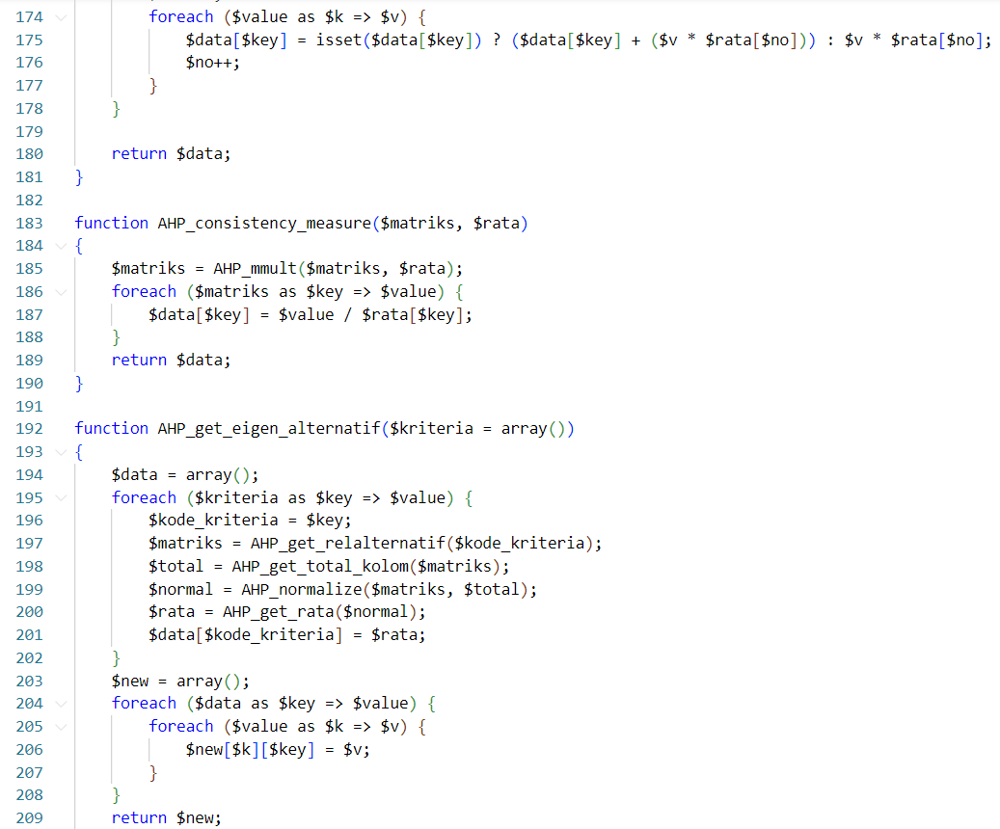 174 foreach ($value as $k => $v) {
175 $data[$key] = isset($data[$key]) ? ($data[$key] + ($v * $rata[$no])) : $v * $rata[$no];
176 $no++;
177 }
178 }
179
180 return $data;
181 }
182
183 function AHP_consistency_measure($matriks, $rata)
184 {
185 $matriks = AHP_mmult($matriks, $rata);
186 foreach ($matriks as $key => $value) {
187 $data[$key] = $value / $rata[$key];
188 }
189 return $data;
190 }
191
192 function AHP_get_eigen_alternatif($kriteria = array())
193 {
194 $data = array();
195 foreach ($kriteria as $key => $value) {
196 $kode_kriteria = $key;
197 $matriks = AHP_get_relalternatif($kode_kriteria);
198 $total = AHP_get_total_kolom($matriks);
199 $normal = AHP_normalize($matriks, $total);
200 $rata = AHP_get_rata($normal);
201 $data[$kode_kriteria] = $rata;
202 }
203 $new = array();
204 foreach ($data as $key => $value) {
205 foreach ($value as $k => $v) {
206 $new[$k][$key] = $v;
207 }
208 }
209 return $new;